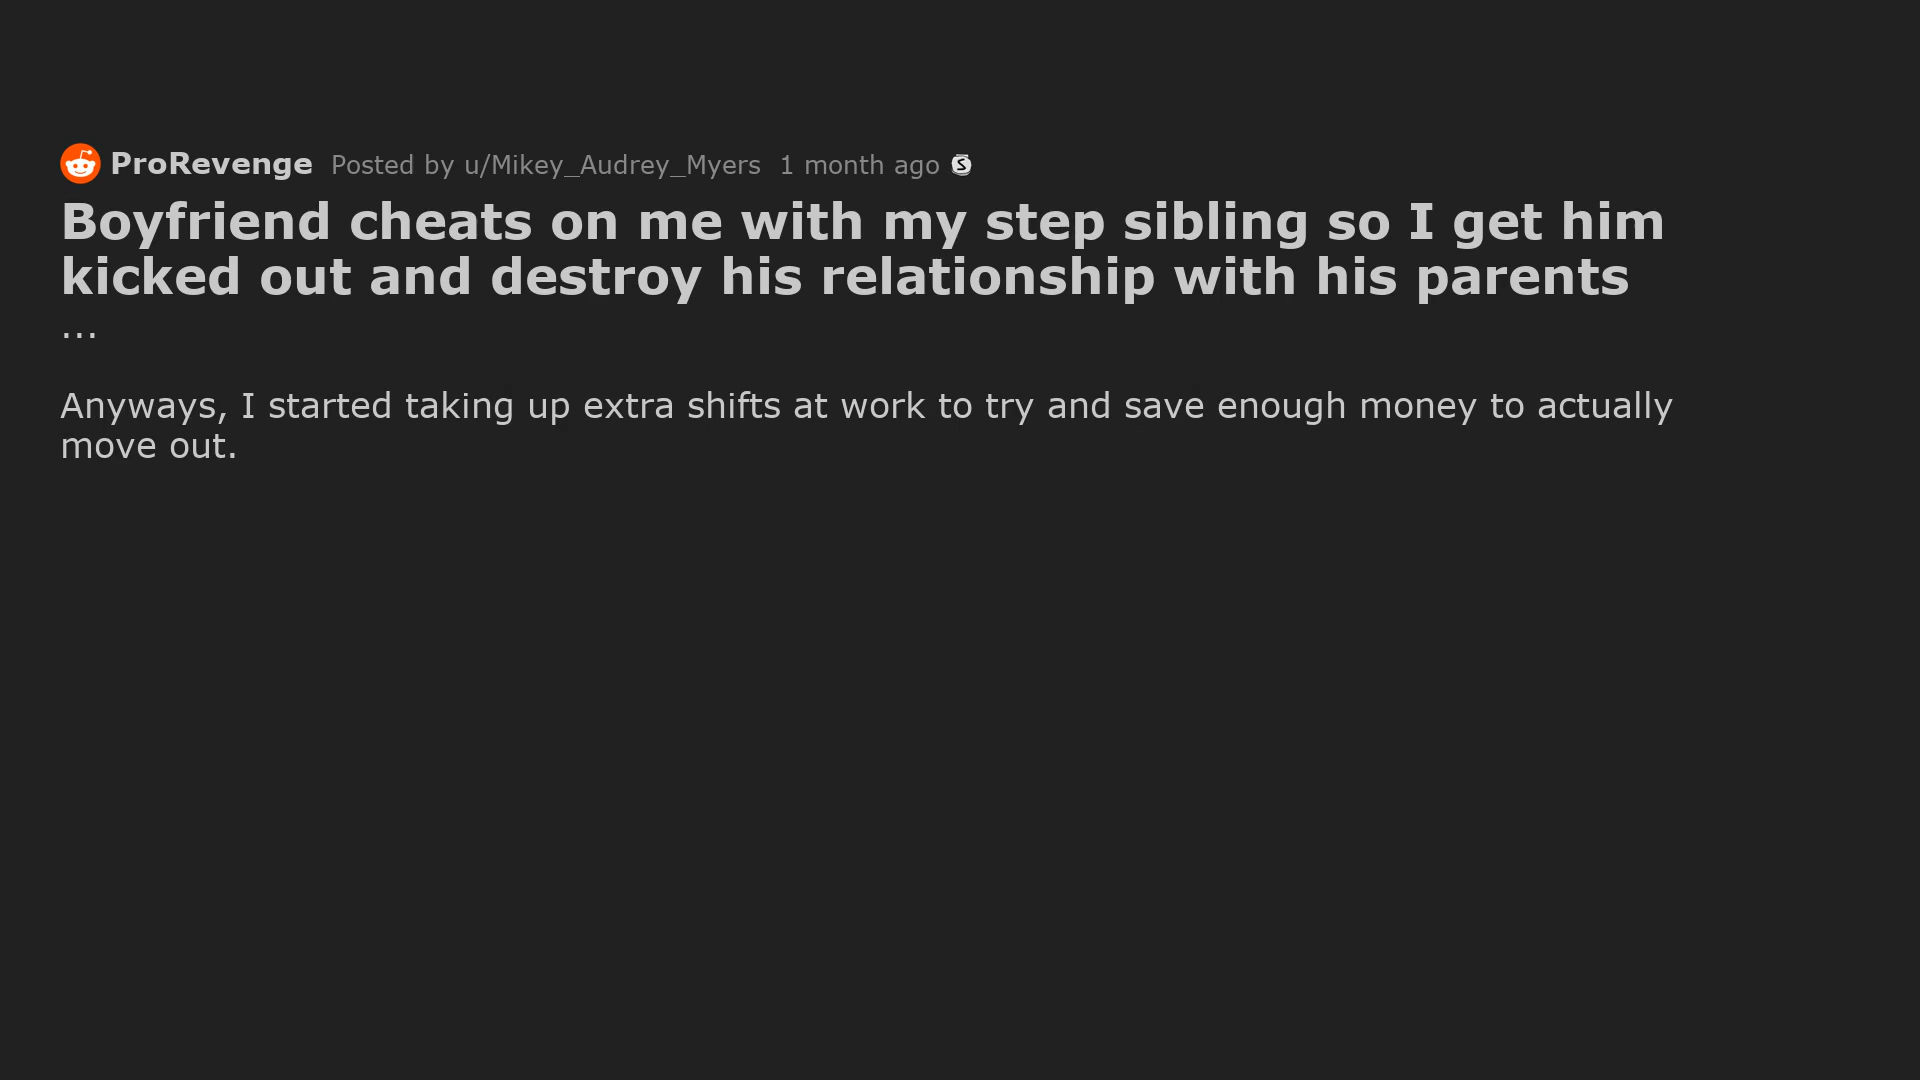 ProRevenge Posted by u/Mikey_Audrey_Myers 1 month ago
Boyfriend cheats on me with my step sibling so I get him
kicked out and destroy his relationship with his parents
...
Anyways, I started taking up extra shifts at work to try and save enough money to actually
move out.